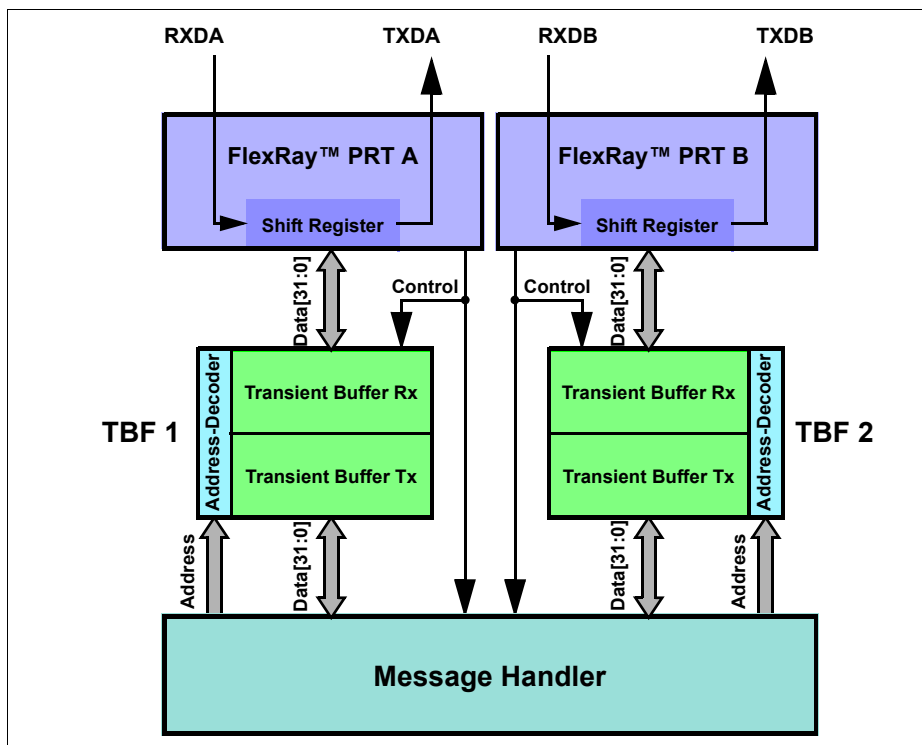 RXDA TXDA RXDB TXDB
FlexRay™ PRT A
FlexRay™ PRT B
Shift Register
Shift Register
Data[31:0]
Control
Control
Data[31:0]
TBF 1
Address-Decoder
Transient Buffer Rx
Transient Buffer Tx
Transient Buffer Rx
Transient Buffer Tx
Address-Decoder
TBF 2
Address
Data[31:0]
Data[31:0]
Address
Message Handler